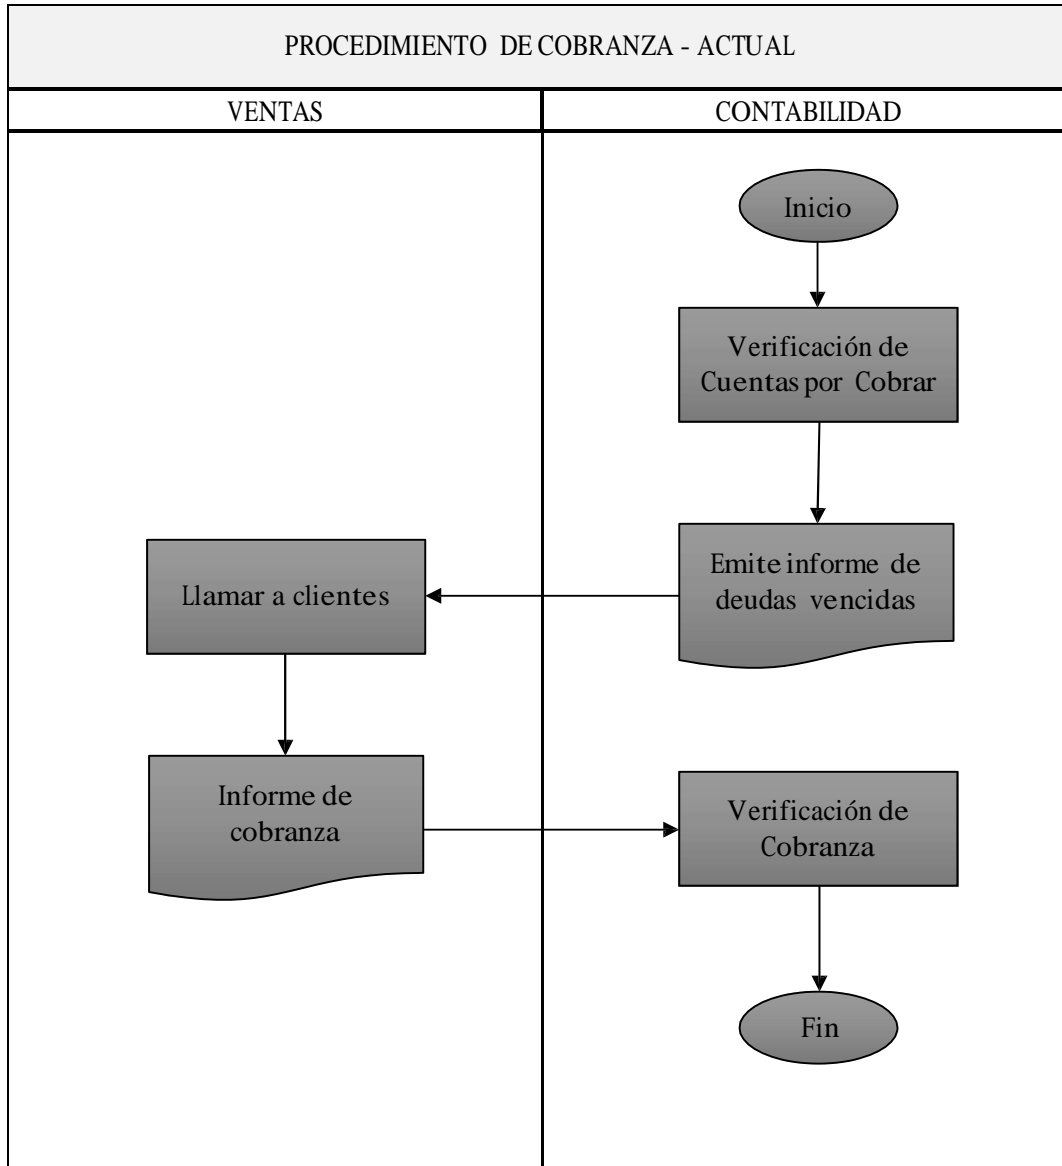 PROCEDIMIENTO DE COBRANZA - ACTUAL
VENTAS
CONTABILIDAD
Inicio
Verificación de
Cuentas por Cobrar
Emite informe de
deudas vencidas
Llamar a clientes
Informe de
cobranza
Verificación de
Cobranza
Fin